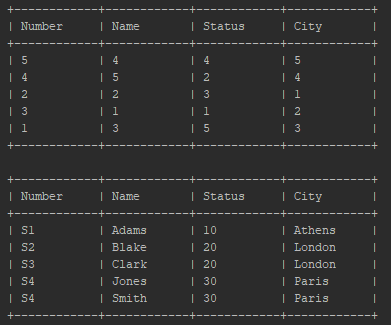 +------------+------------+------------+------------+
| Number | Name | Status | City |
+------------+------------+------------+------------+
| 5 | 4 | 4 | 5 |
| 4 | 5 | 2 | 4 |
| 2 | 2 | 3 | 1 |
| 3 | 1 | 1 | 2 |
| 1 | 3 | 5 | 3 |
+------------+------------+------------+------------+
+------------+------------+------------+------------+
| Number | Name | Status | City |
+------------+------------+------------+------------+
| S1 | Adams | 10 | Athens |
| S2 | Blake | 20 | London |
| S3 | Clark | 20 | London |
| S4 | Jones | 30 | Paris |
| S4 | Smith | 30 | Paris |
+------------+------------+------------+------------+